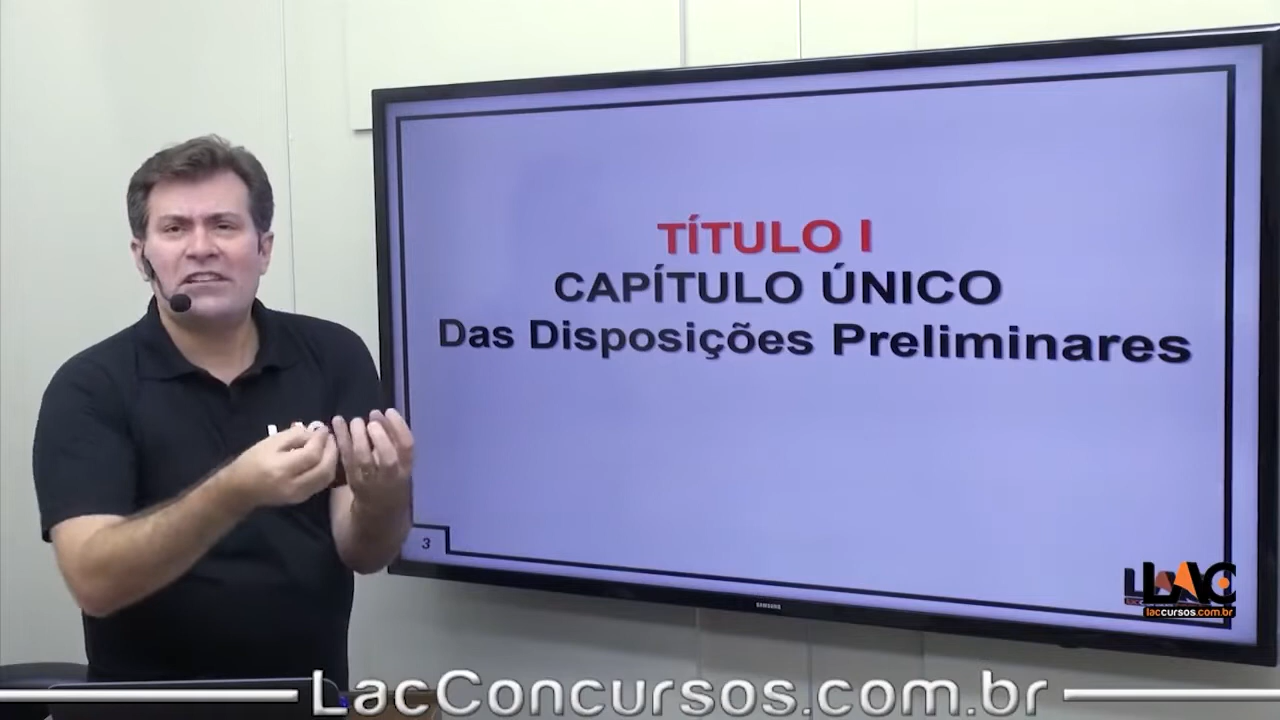 TÍTULO I
CAPÍTULO ÚNICO
Das Disposições Preliminares
3
LAC
laccursos.com.br
SAMSUNG
LacConcursos.com.br